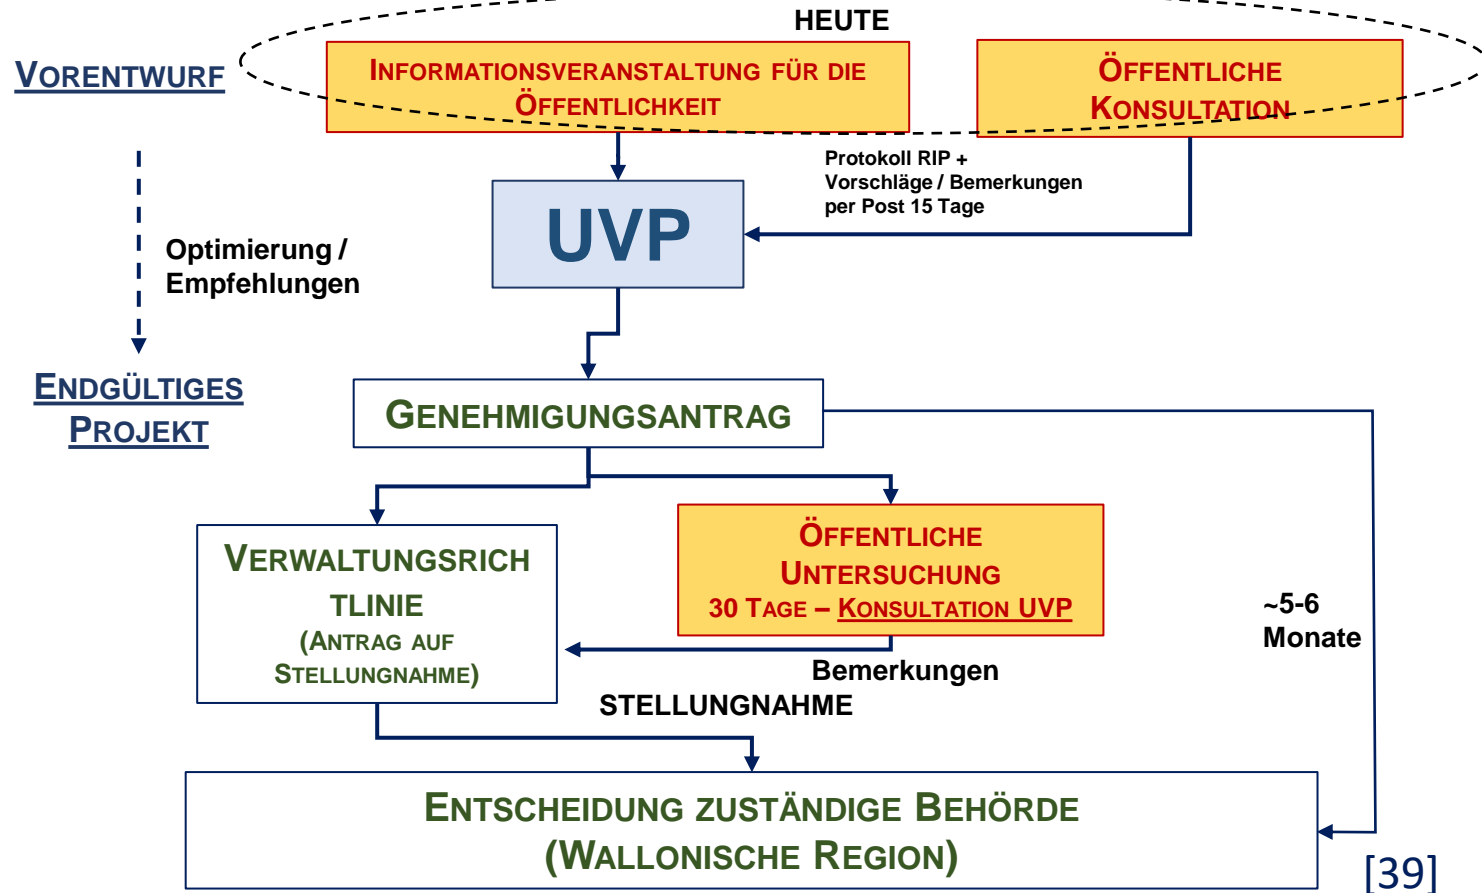 HEUTE
VORENTWURF
INFORMATIONSVERANSTALTUNG FÜR DIE
ÖFFENTLICHKEIT
ÖFFENTLICHE
KONSULTATION
Protokoll RIP +
Vorschläge / Bemerkungen
per Post 15 Tage
UVP
Optimierung /
Empfehlungen
ENDGÜLTIGES
PROJEKT
GENEHMIGUNGSANTRAG
VERWALTUNGSRICH
TLINIE
(ANTRAG AUF
STELLUNGNAHME)
ÖFFENTLICHE
UNTERSUCHUNG
30 TAGE – KONSULTATION UVP
~5-6
Monate
Bemerkungen
STELLUNGNAHME
ENTSCHEIDUNG ZUSTÄNDIGE BEHÖRDE
(WALLONISCHE REGION)
[39]